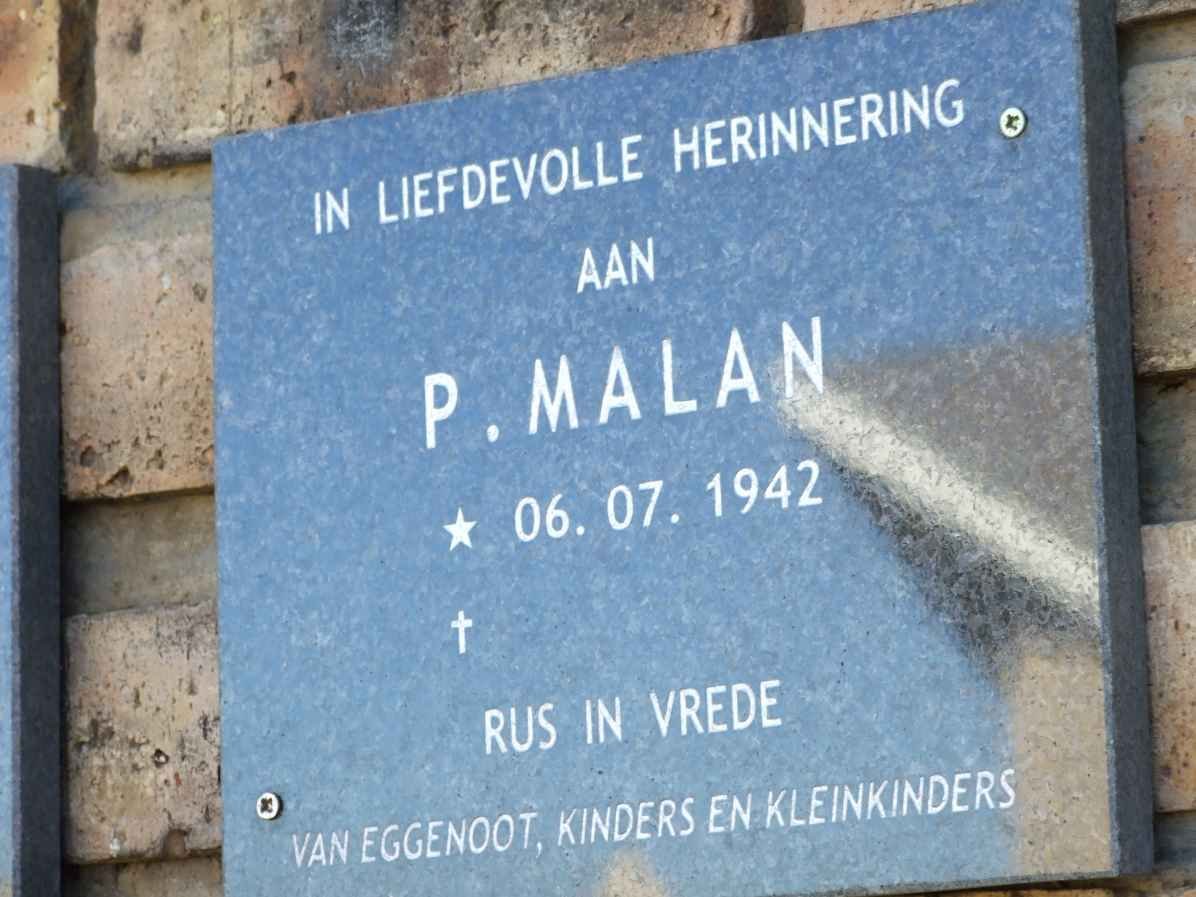 IN LIEFDEVOLLE HERINNERING
AAN
P. MALAN
★ 06. 07. 1942
✝
RUS IN VREDE
VAN EGGENOOT, KINDERS EN KLEINKINDERS